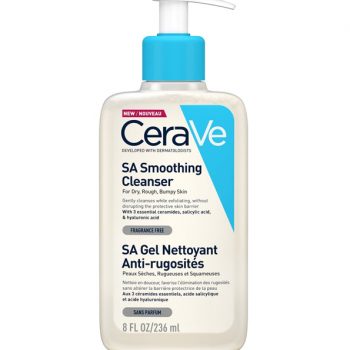 NEW / NOUVEAU
CeraVe
DEVELOPED WITH DERMATOLOGISTS
SA Smoothing
Cleanser
For Dry, Rough, Bumpy Skin
Gently cleanses while exfoliating, without
disrupting the protective skin barrier
With 3 essential ceramides, salicylic acid,
& hyaluronic acid
FRAGRANCE FREE
SA Gel Nettoyant
Anti-rugosités
Peaux Sèches, Rugueuses et Squameuses
Nettoie en douceur, favorise l'élimination des rugosités
sans altérer la barrière protectrice de peau
Aux 3 céramides essentiels, acide salicylique
et acide hyaluronique
SANS PARFUM
8 FL OZ/236 ml